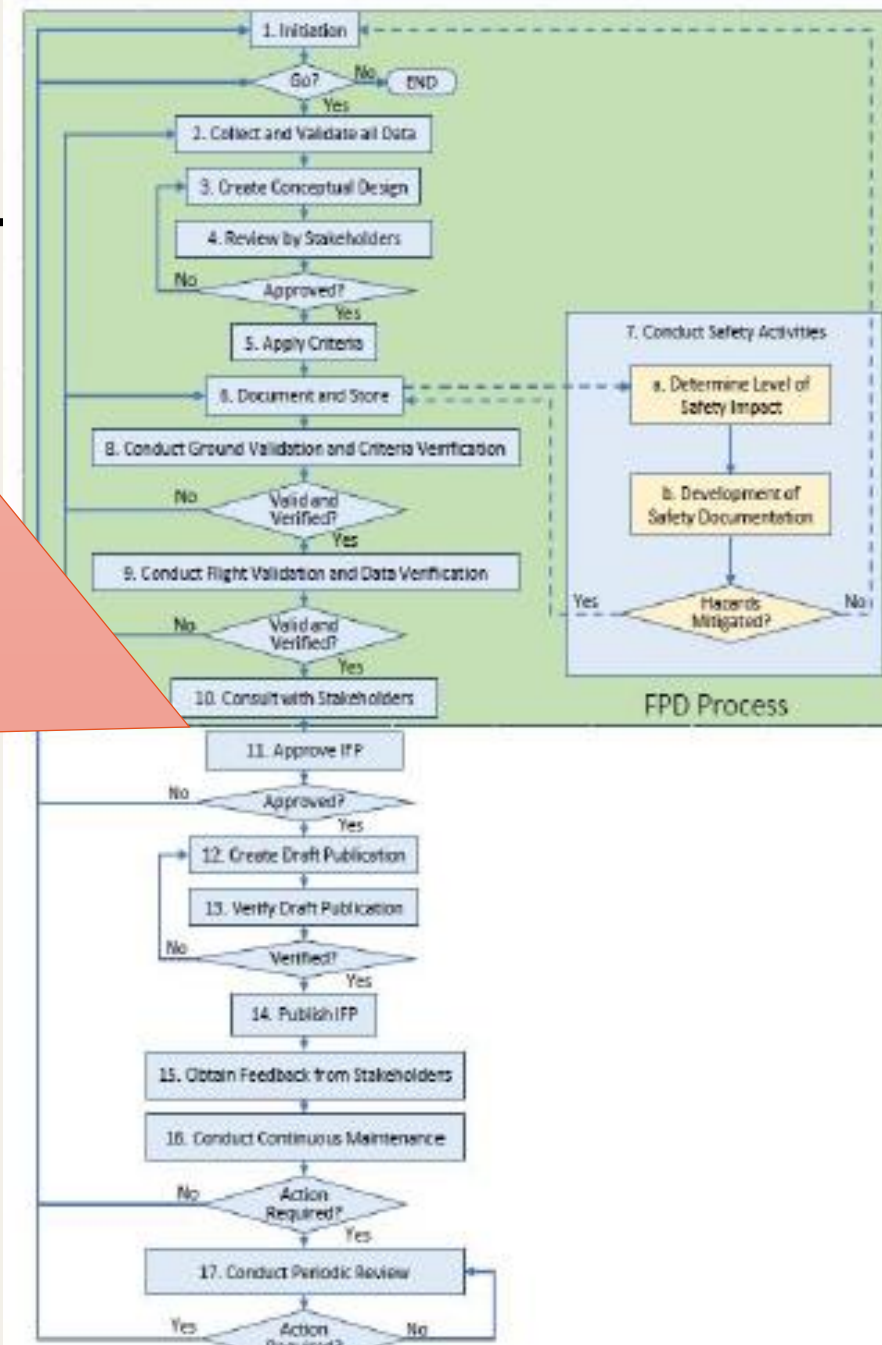 1. Initiation
Go?
No
END
Yes
2. Collect and Validate all Data
3. Create Conceptual Design
4. Review by Stakeholders
No
Approved?
Yes
5. Apply Criteria
7. Conduct Safety Activities
6. Document and Store
a. Determine Level of
Safety Impact
8. Conduct Ground Validation and Criteria Verification
No
Valid and
Verified?
Yes
b. Development of
Safety Documentation
9. Conduct Flight Validation and Data Verification
Yes
Hazards
Mitigated?
No
No
Valid and
Verified?
Yes
10. Consult with Stakeholders
FPD Process
11. Approve IFP
No
Approved?
Yes
12. Create Draft Publication
13. Verify Draft Publication
No
Verified?
Yes
14. Publish IFP
15. Obtain Feedback from Stakeholders
16. Conduct Continuous Maintenance
No
Action
Required?
Yes
17. Conduct Periodic Review
Yes
Action
No